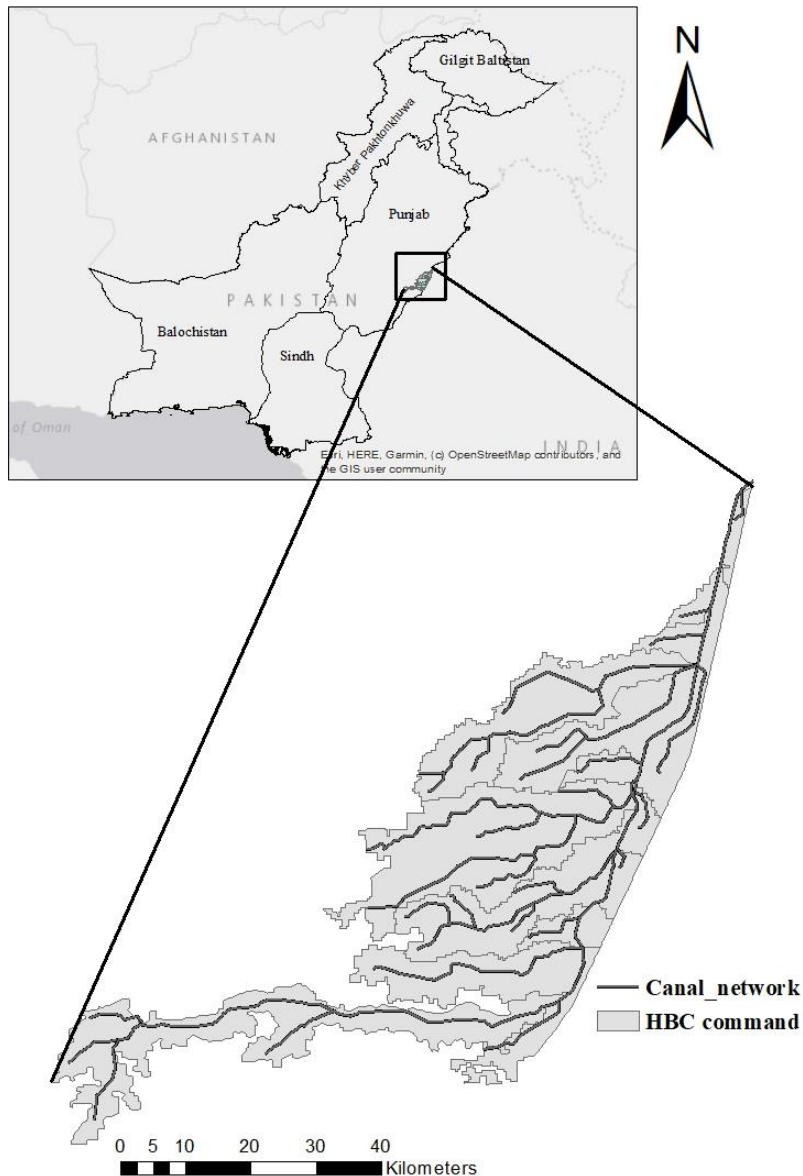 N
Gilgit Baltistan
AFGHANISTAN
Khyber Pakhtonkhuwa
Punjab
PAKISTAN
Balochistan
Sindh
of Oman
INDIA
Esri, HERE, Garmin, (c) OpenStreetMap contributors, and
the GIS user community
Canal_network
HBC command
0 5 10 20 30 40
Kilometers